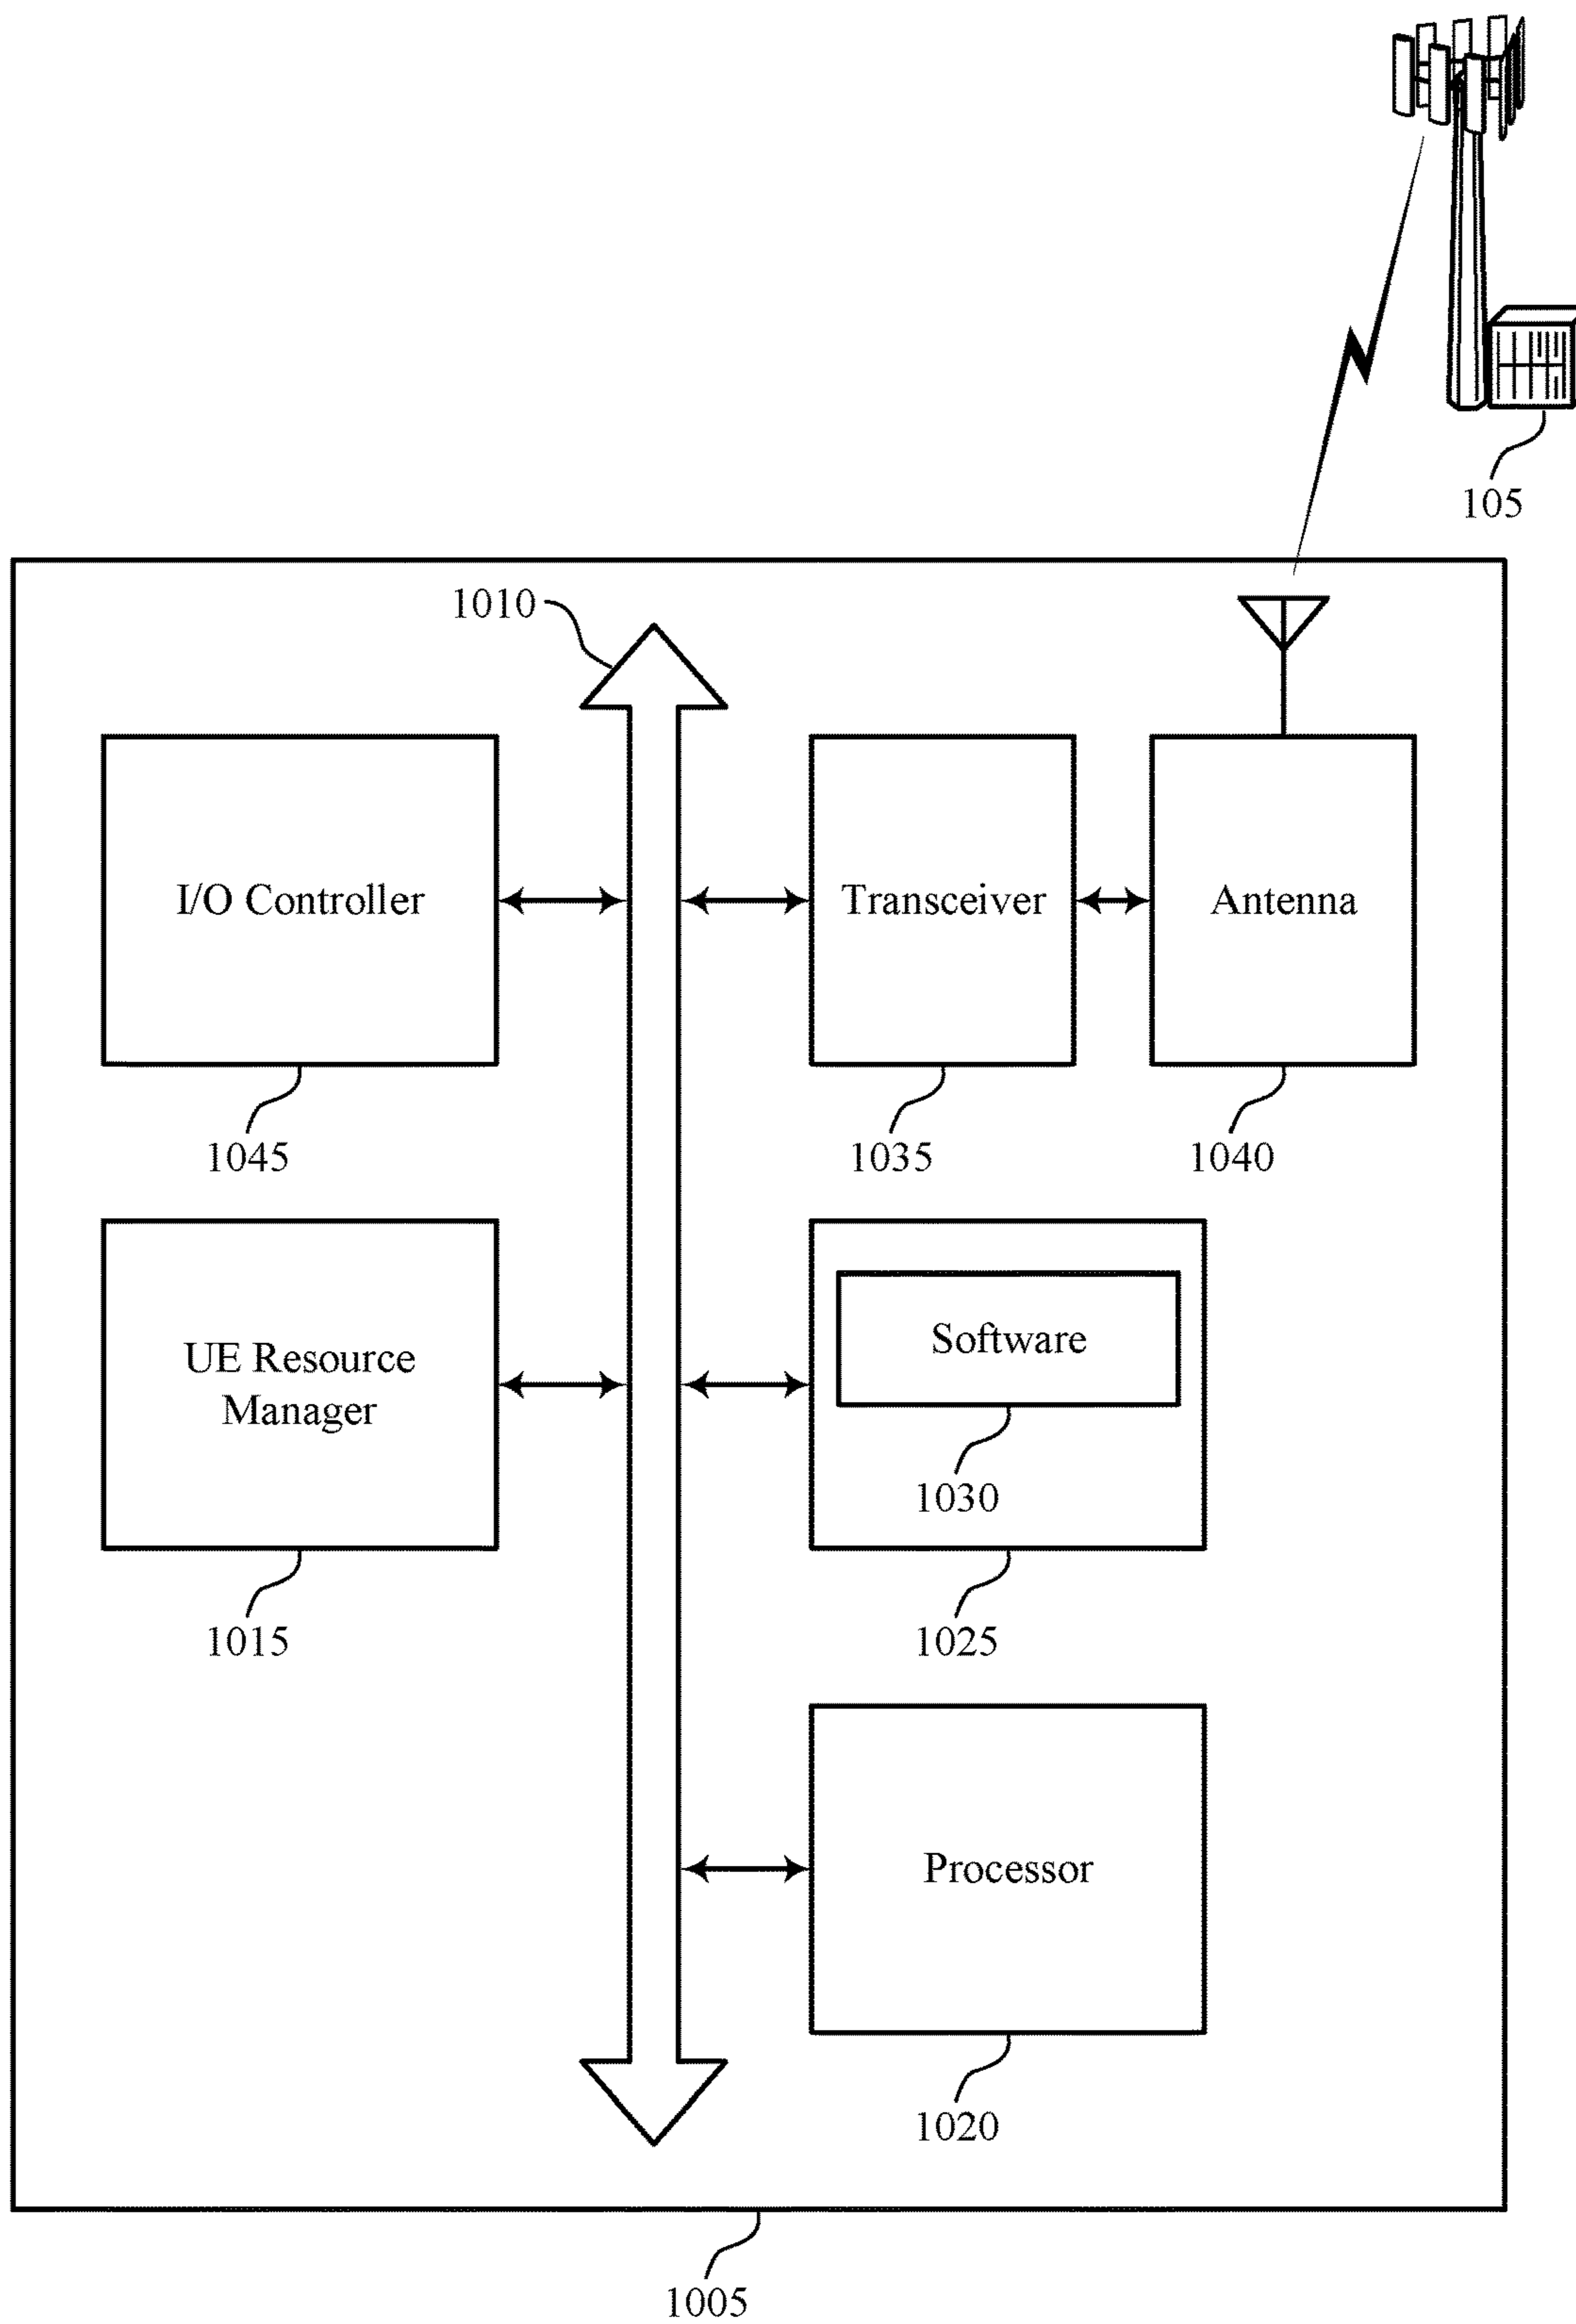 105
1010
I/O Controller
Transceiver
Antenna
1045
1035
1040
UE Resource
Manager
Software
1030
1015
1025
Processor
1020
1005